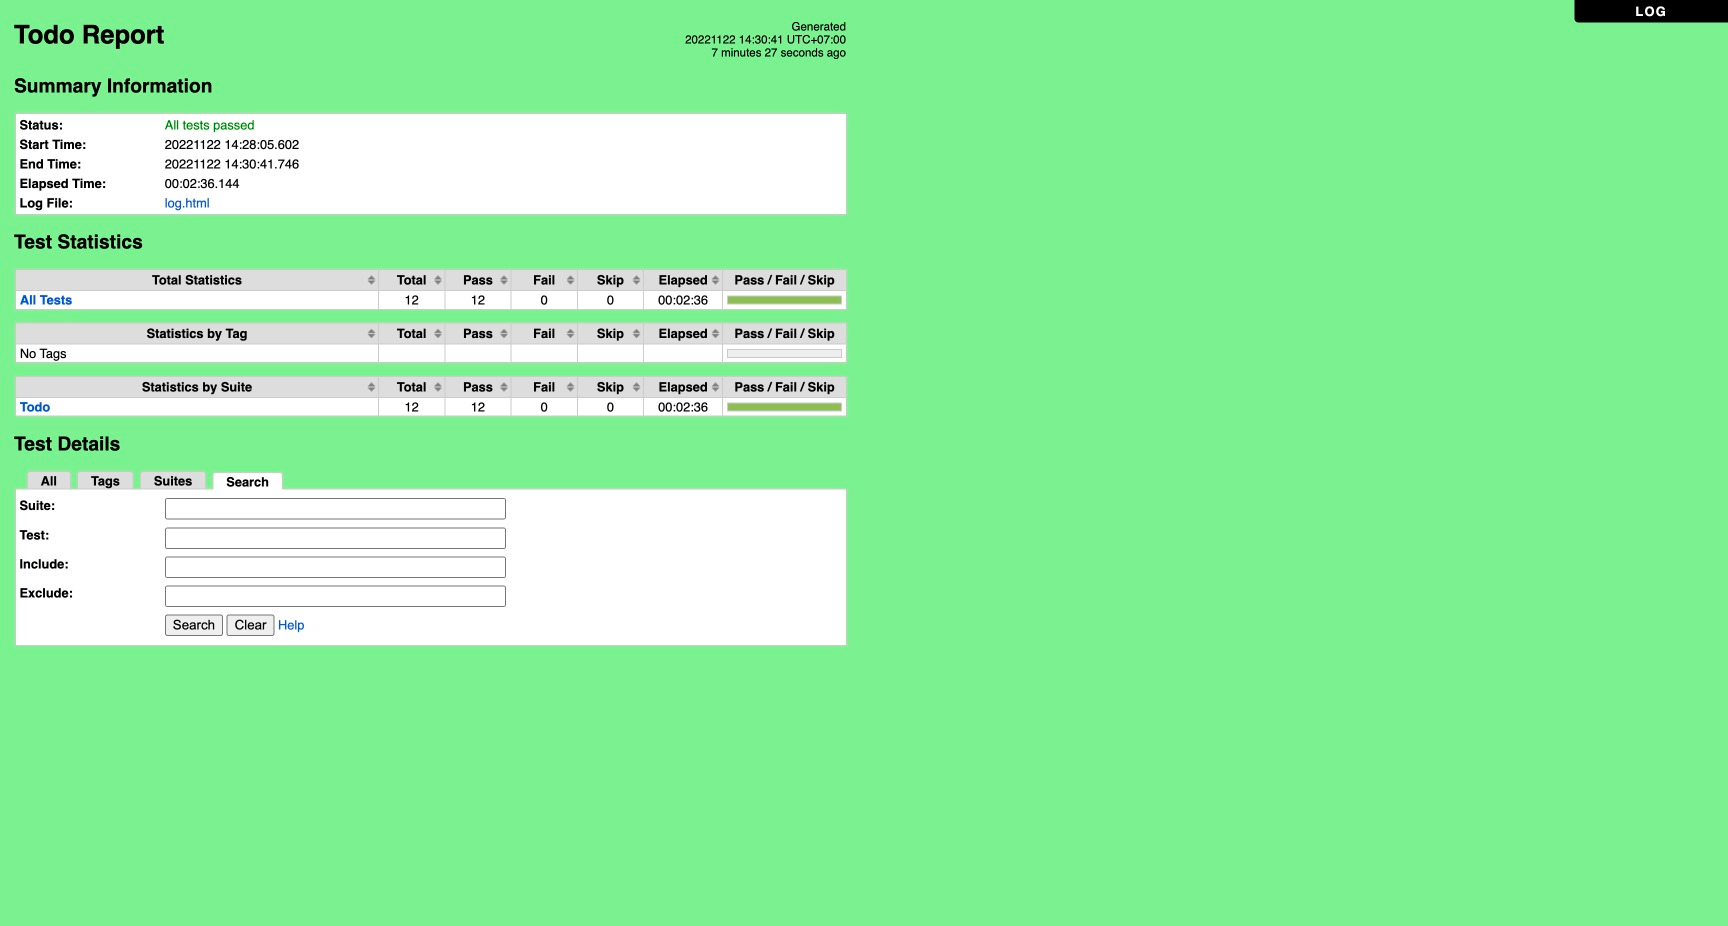 LOG
Todo Report
Generated
20221122 14:30:41 UTC+07:00
7 minutes 27 seconds ago
Summary Information
Status: All tests passed
Start Time: 20221122 14:28:05.602
End Time: 20221122 14:30:41.746
Elapsed Time: 00:02:36.144
Log File: log.html
Test Statistics
Total Statistics Total Pass Fail Skip Elapsed Pass / Fail / Skip
All Tests 12 12 0 0 00:02:36
Statistics by Tag Total Pass Fail Skip Elapsed Pass / Fail / Skip
No Tags
Statistics by Suite Total Pass Fail Skip Elapsed Pass / Fail / Skip
Todo 12 12 0 0 00:02:36
Test Details
All Tags Suites Search
Suite:
Test:
Include:
Exclude:
Search Clear Help